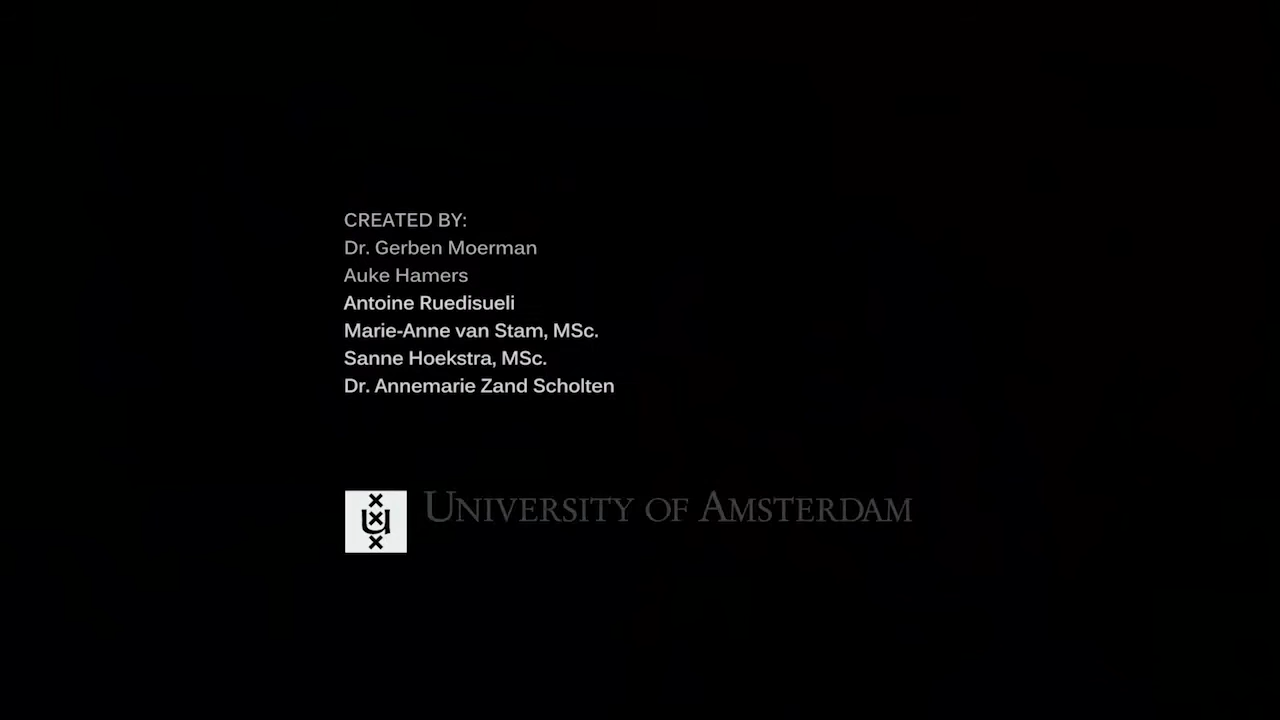 CREATED BY:
Dr. Gerben Moerman
Auke Hamers
Antoine Ruedisueli
Marie-Anne van Stam, MSc.
Sanne Hoekstra, MSc.
Dr. Annemarie Zand Scholten
UNIVERSITY OF AMSTERDAM